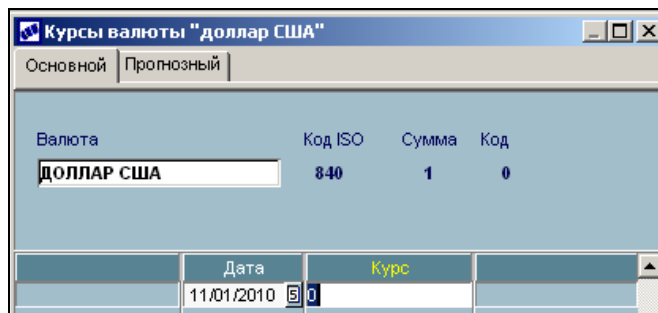 Курсы валюты "доллар США"
Основной Прогнозный
Валюта Код ISO Сумма Код
ДОЛЛАР США 840 1 0
Дата Курс
11/01/2010 5 0